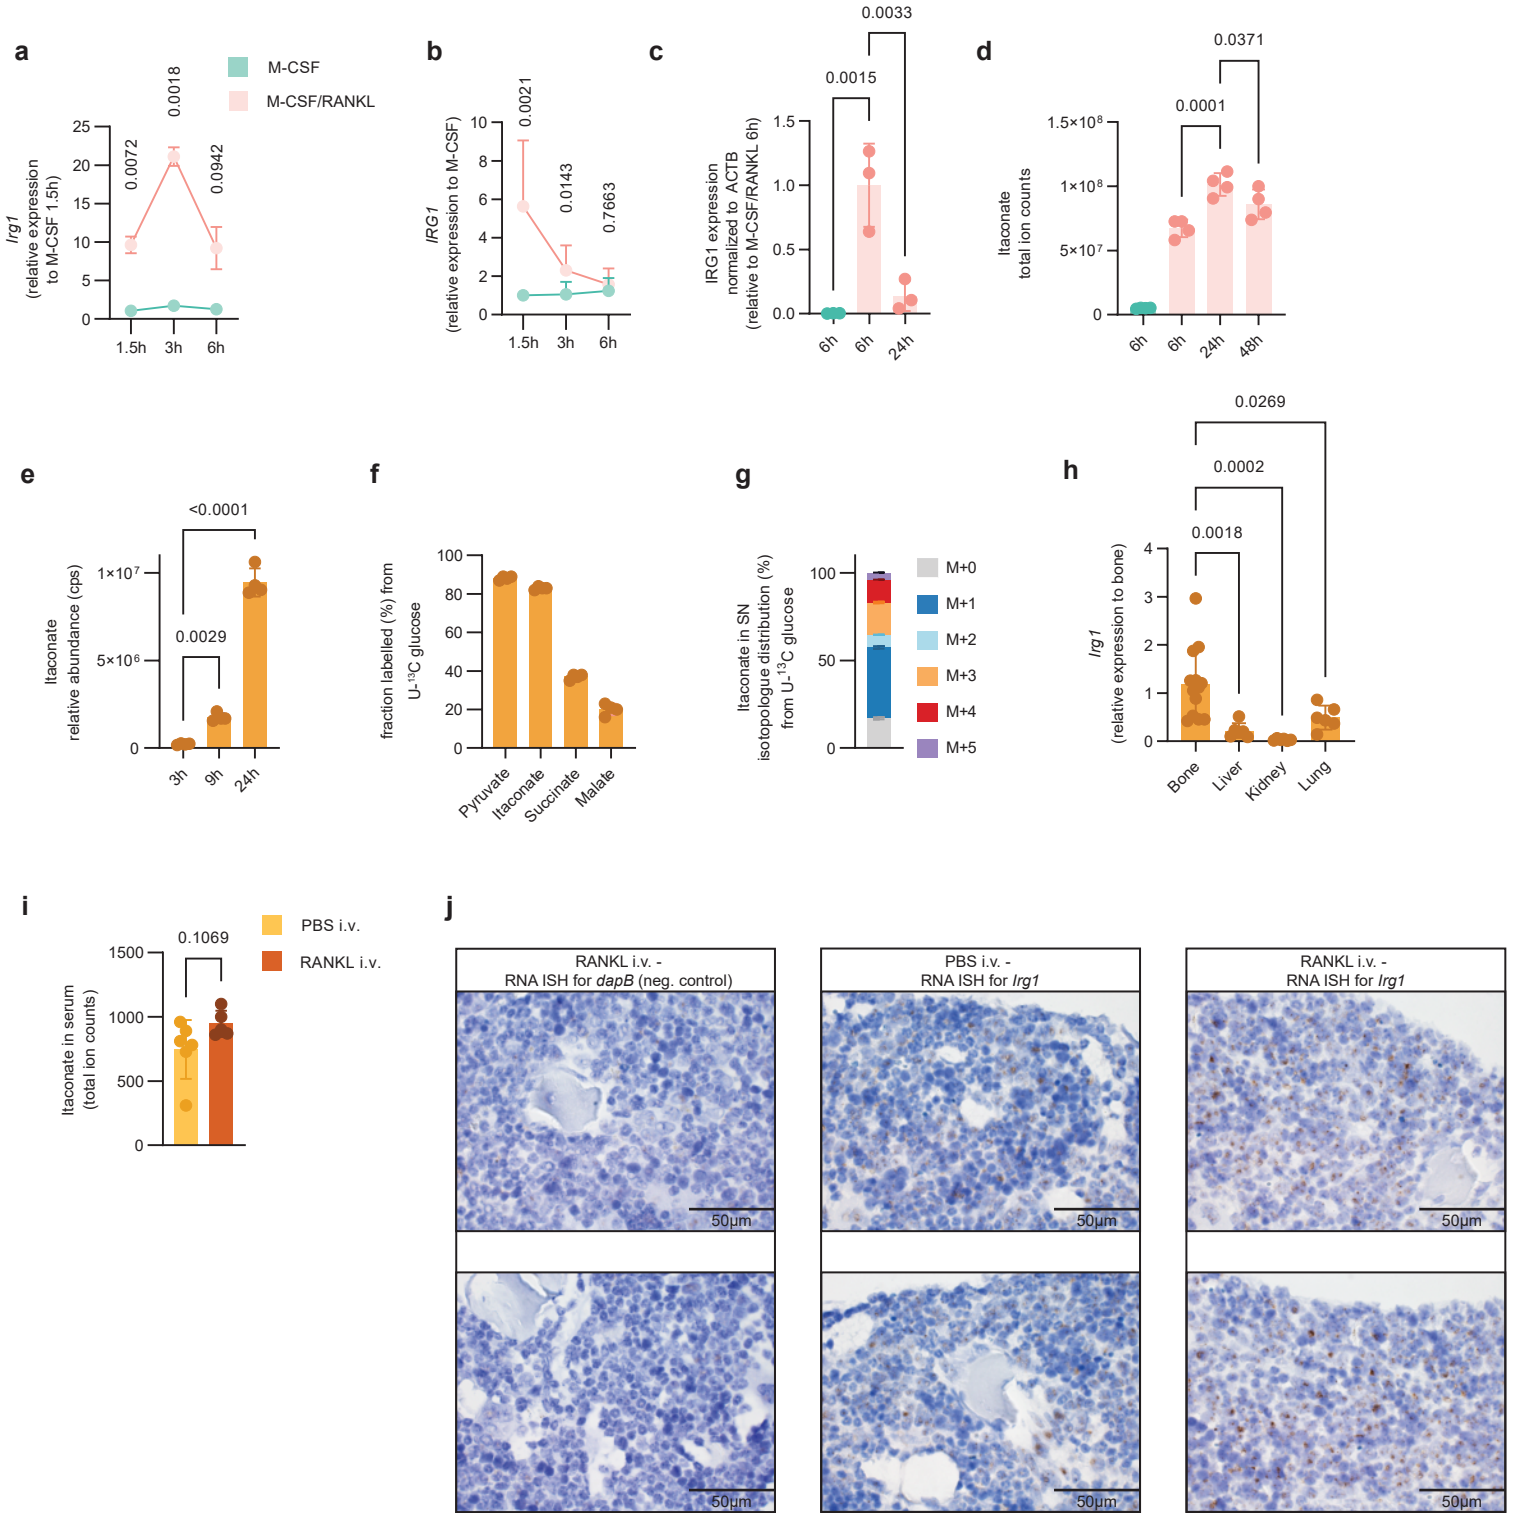 a
M-CSF
M-CSF/RANKL
Irg1
(relative expression
to M-CSF 1.5h)
25
20
15
10
5
0
0.0072
0.0018
0.0942
1.5h
3h
6h
b
IRG1
(relative expression to M-CSF)
10
8
6
4
2
0
0.0021
0.0143
0.7663
1.5h
3h
6h
c
IRG1 expression
normalized to ACTB
(relative to M-CSF/RANKL 6h)
0.0033
0.0015
1.5
1.0
0.5
0.0
6h
6h
24h
d
Itaconate
total ion counts
0.0371
0.0001
1.5×10⁸
1×10⁸
5×10⁷
0
6h
6h
24h
48h
e
Itaconate
relative abundance (cps)
<0.0001
0.0029
1×10⁷
5×10⁶
0
3h
9h
24h
f
fraction labelled (%) from
U-¹³C glucose
100
80
60
40
20
0
Pyruvate
Itaconate
Succinate
Malate
g
Itaconate in SN
isotopologue distribution (%)
from U-¹³C glucose
100
50
0
M+0
M+1
M+2
M+3
M+4
M+5
h
Irg1
(relative expression to bone)
0.0269
0.0002
0.0018
4
3
2
1
0
Bone
Liver
Kidney
Lung
i
PBS i.v.
RANKL i.v.
Itaconate in serum
(total ion counts)
0.1069
1500
1000
500
0
j
RANKL i.v. -
RNA ISH for dapB (neg. control)
PBS i.v. -
RNA ISH for Irg1
RANKL i.v. -
RNA ISH for Irg1
50µm
50µm
50µm
50µm
50µm
50µm